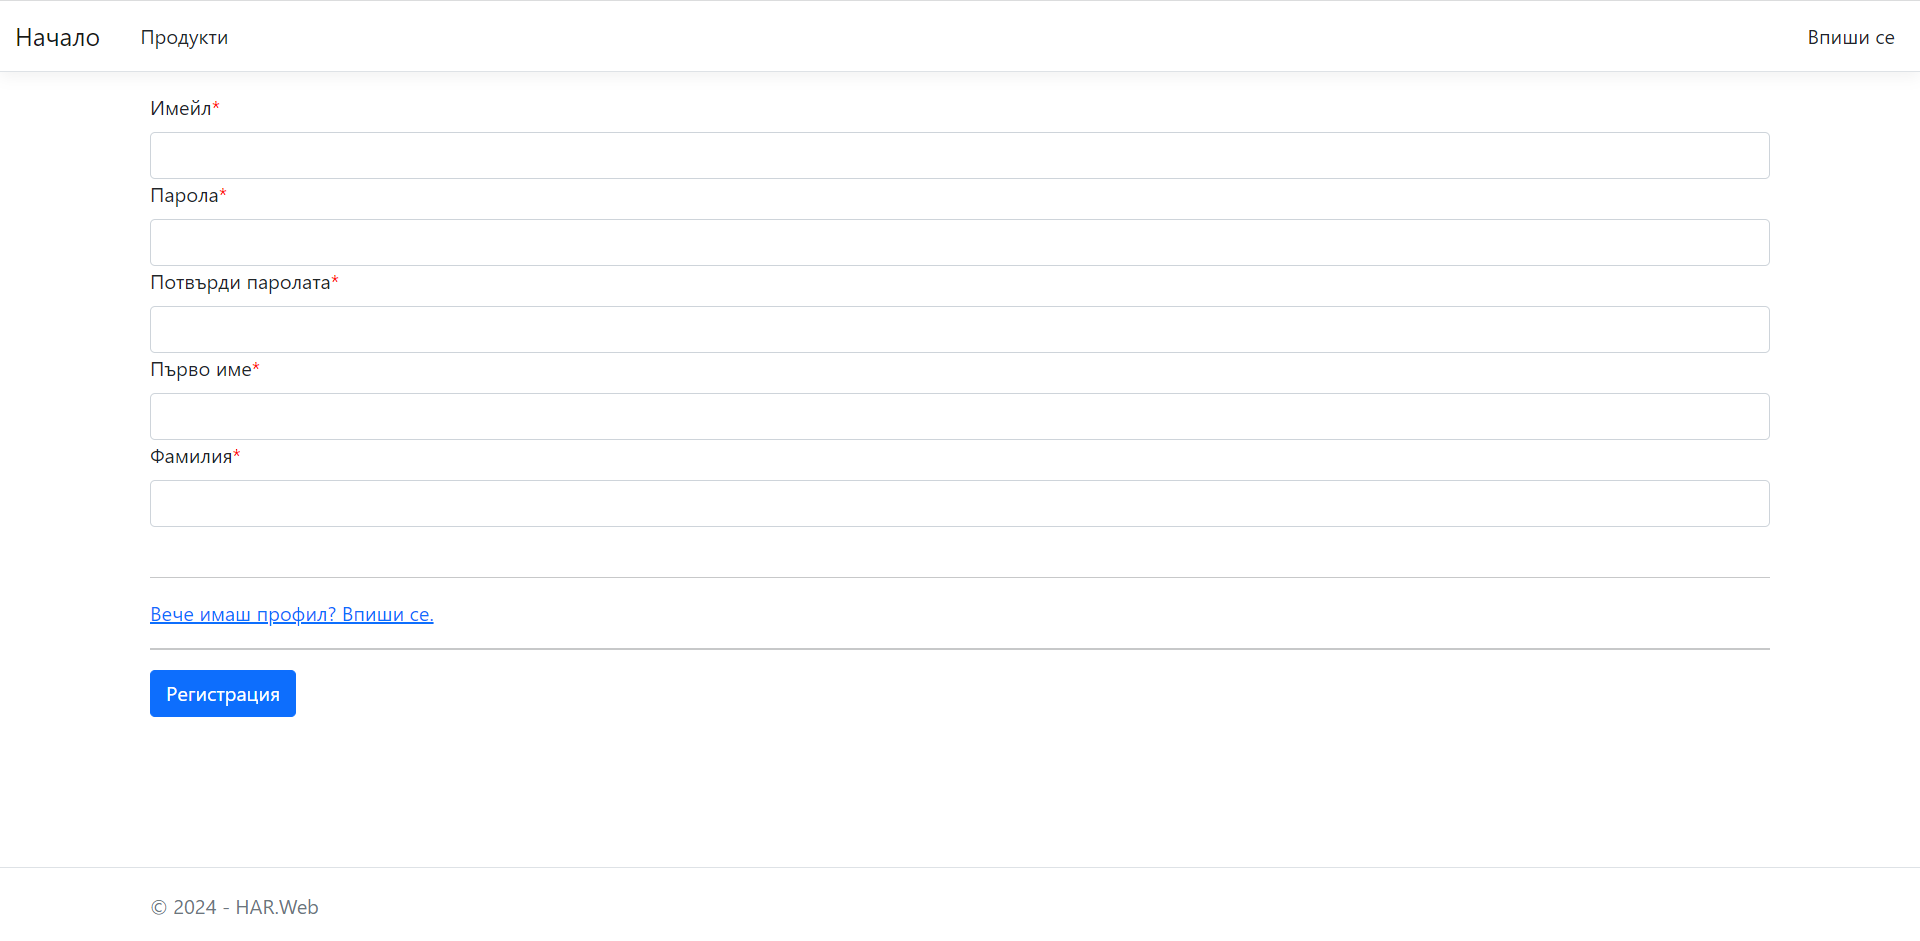 Начало Продукти Впиши се
Имейл*
Парола*
Потвърди паролата*
Първо име*
Фамилия*
Вече имаш профил? Впиши се.
Регистрация
© 2024 - HAR.Web